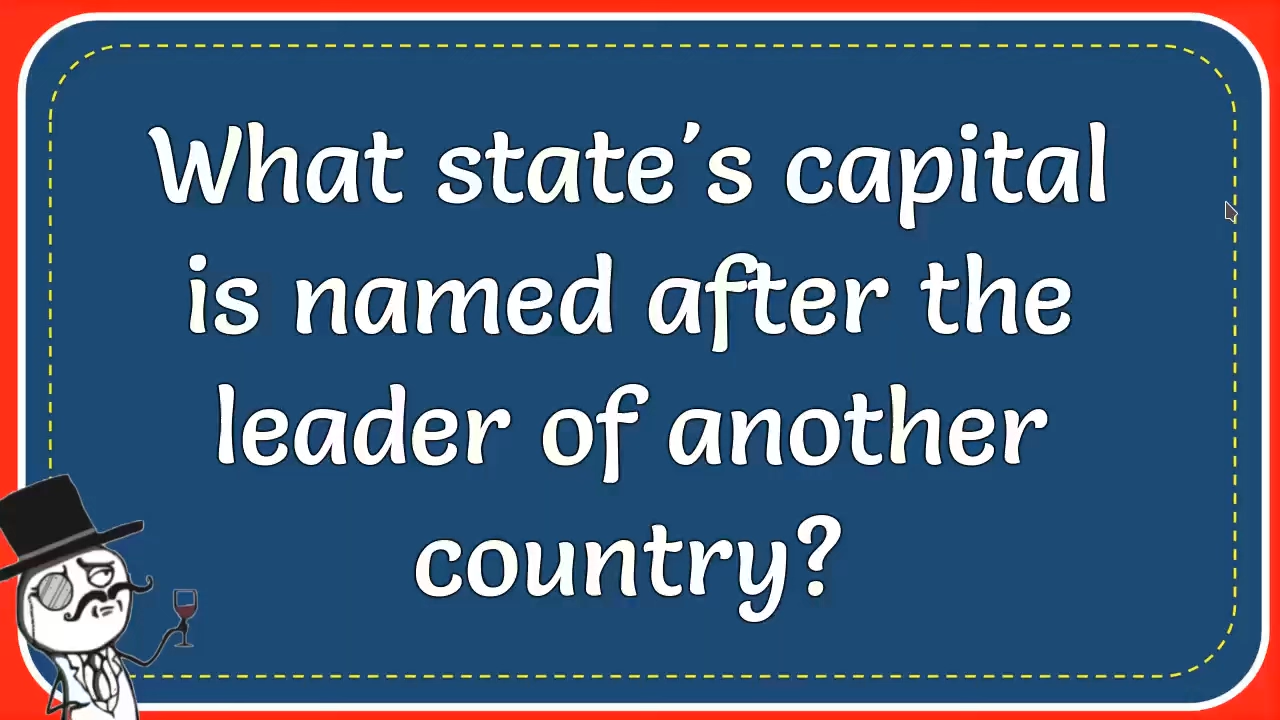 What state's capital
is named after the
leader of another
country?